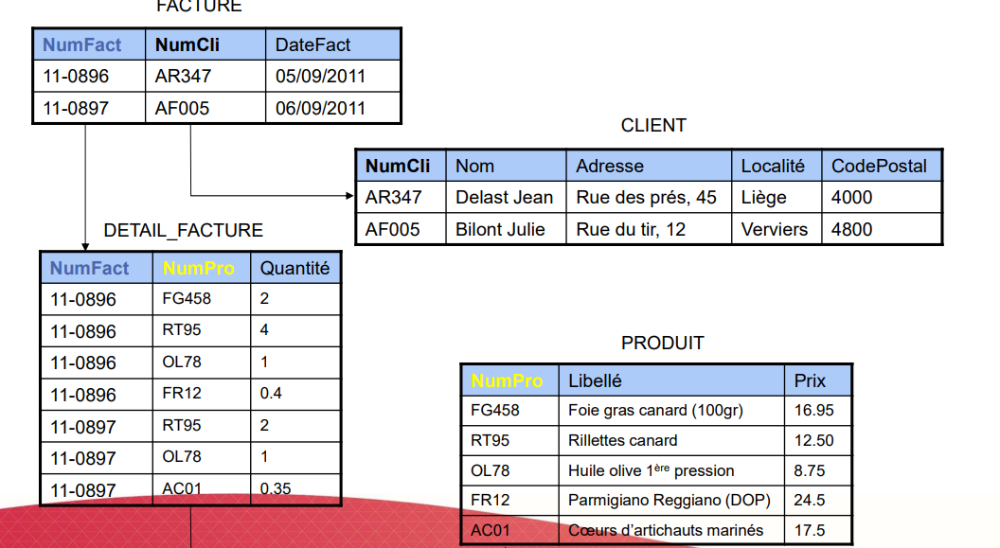 FACTURE
NumFact NumCli DateFact
11-0896 AR347 05/09/2011
11-0897 AF005 06/09/2011
CLIENT
NumCli Nom Adresse Localité CodePostal
AR347 Delast Jean Rue des prés, 45 Liège 4000
AF005 Bilont Julie Rue du tir, 12 Verviers 4800
DETAIL_FACTURE
NumFact NumPro Quantité
11-0896 FG458 2
11-0896 RT95 4
11-0896 OL78 1
11-0896 FR12 0.4
11-0897 RT95 2
11-0897 OL78 1
11-0897 AC01 0.35
PRODUIT
NumPro Libellé Prix
FG458 Foie gras canard (100gr) 16.95
RT95 Rillettes canard 12.50
OL78 Huile olive 1ère pression 8.75
FR12 Parmigiano Reggiano (DOP) 24.5
AC01 Cœurs d’artichauts marinés 17.5